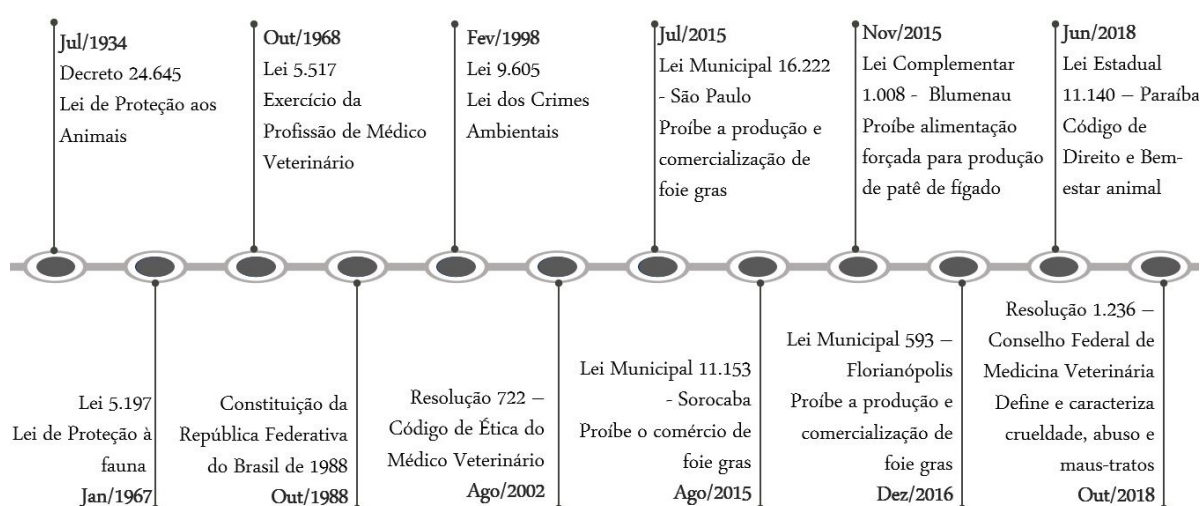 Jul/1934
Decreto 24.645
Lei de Proteção aos
Animais
Out/1968
Lei 5.517
Exercício da
Profissão de Médico
Veterinário
Fev/1998
Lei 9.605
Lei dos Crimes
Ambientais
Jul/2015
Lei Municipal 16.222
- São Paulo
Proíbe a produção e
comercialização de
foie gras
Nov/2015
Lei Complementar
1.008 - Blumenau
Proíbe alimentação
forçada para produção
de patê de fígado
Jun/2018
Lei Estadual
11.140 – Paraíba
Código de
Direito e Bem-
estar animal
Lei 5.197
Lei de Proteção à
fauna
Jan/1967
Constituição da
República Federativa
do Brasil de 1988
Out/1988
Resolução 722 –
Código de Ética do
Médico Veterinário
Ago/2002
Lei Municipal 11.153
- Sorocaba
Proíbe o comércio de
foie gras
Ago/2015
Lei Municipal 593 –
Florianópolis
Proíbe a produção e
comercialização de
foie gras
Dez/2016
Resolução 1.236 –
Conselho Federal de
Medicina Veterinária
Define e caracteriza
crueldade, abuso e
maus-tratos
Out/2018